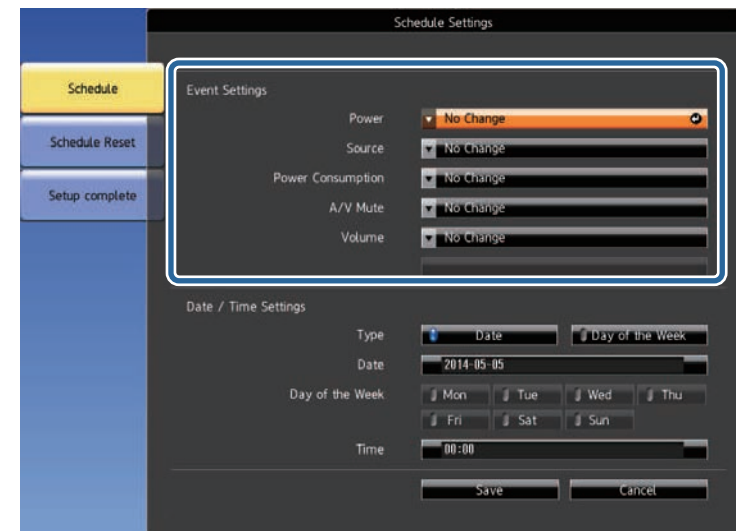 Schedule Settings
Schedule
Schedule Reset
Setup complete
Event Settings
Power No Change
Source No Change
Power Consumption No Change
A/V Mute No Change
Volume No Change
Date / Time Settings
Type Date Day of the Week
Date 2014-05-05
Day of the Week Mon Tue Wed Thu
Fri Sat Sun
Time 00:00
Save Cancel